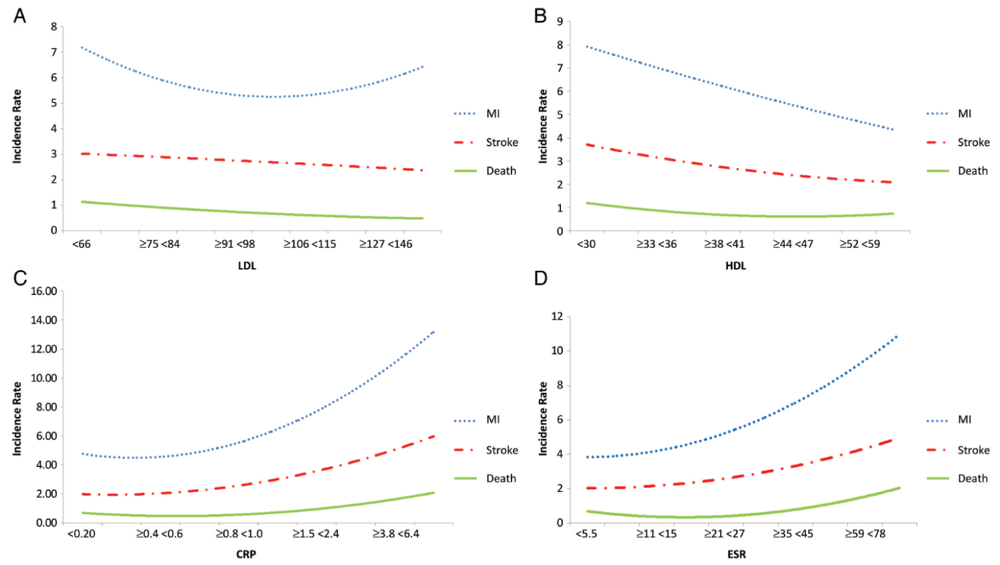 A
8
7
6
5
4
3
2
1
0
Incidence Rate
<66
≥75 <84
≥91 <98
≥106 <115
≥127 <146
LDL
MI
Stroke
Death
B
9
8
7
6
5
4
3
2
1
0
Incidence Rate
<30
≥33 <36
≥38 <41
≥44 <47
≥52 <59
HDL
MI
Stroke
Death
C
16.00
14.00
12.00
10.00
8.00
6.00
4.00
2.00
0.00
Incidence Rate
<0.20
≥0.4 <0.6
≥0.8 <1.0
≥1.5 <2.4
≥3.8 <6.4
CRP
MI
Stroke
Death
D
12
10
8
6
4
2
0
Incidence Rate
<5.5
≥11 <15
≥21 <27
≥35 <45
≥59 <78
ESR
MI
Stroke
Death